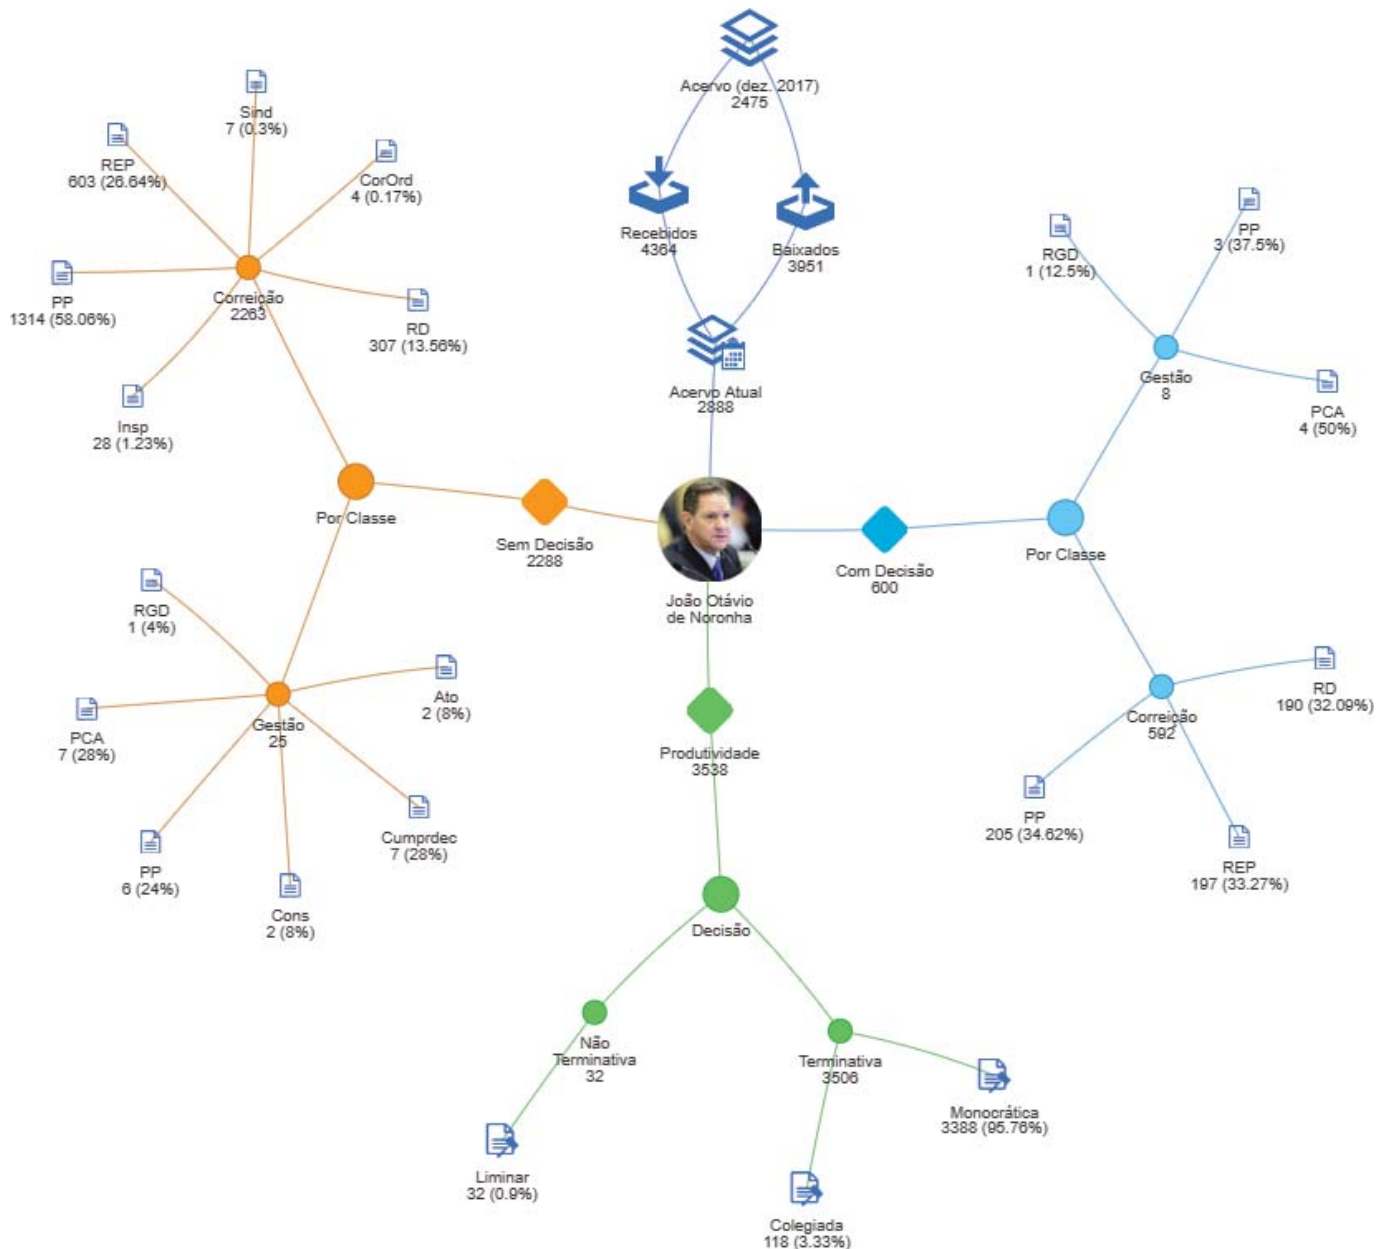 Acervo (dez. 2017)
2475
Recebidos
4364
Baixados
3951
Acervo Atual
2888
Sind
7 (0.3%)
REP
603 (26.64%)
CorOrd
4 (0.17%)
PP
1314 (58.06%)
Correição
2263
RD
307 (13.56%)
Insp
28 (1.23%)
Por Classe
Sem Decisão
2288
RGD
1 (4%)
Ato
2 (8%)
PCA
7 (28%)
Gestão
25
Cumprdec
7 (28%)
PP
6 (24%)
Cons
2 (8%)
João Otávio
de Noronha
Com Decisão
600
Por Classe
RGD
1 (12.5%)
PP
3 (37.5%)
Gestão
8
PCA
4 (50%)
RD
190 (32.09%)
Correição
592
PP
205 (34.62%)
REP
197 (33.27%)
Produtividade
3538
Decisão
Não
Terminativa
32
Terminativa
3506
Liminar
32 (0.9%)
Monocrática
3388 (95.76%)
Colegiada
118 (3.33%)